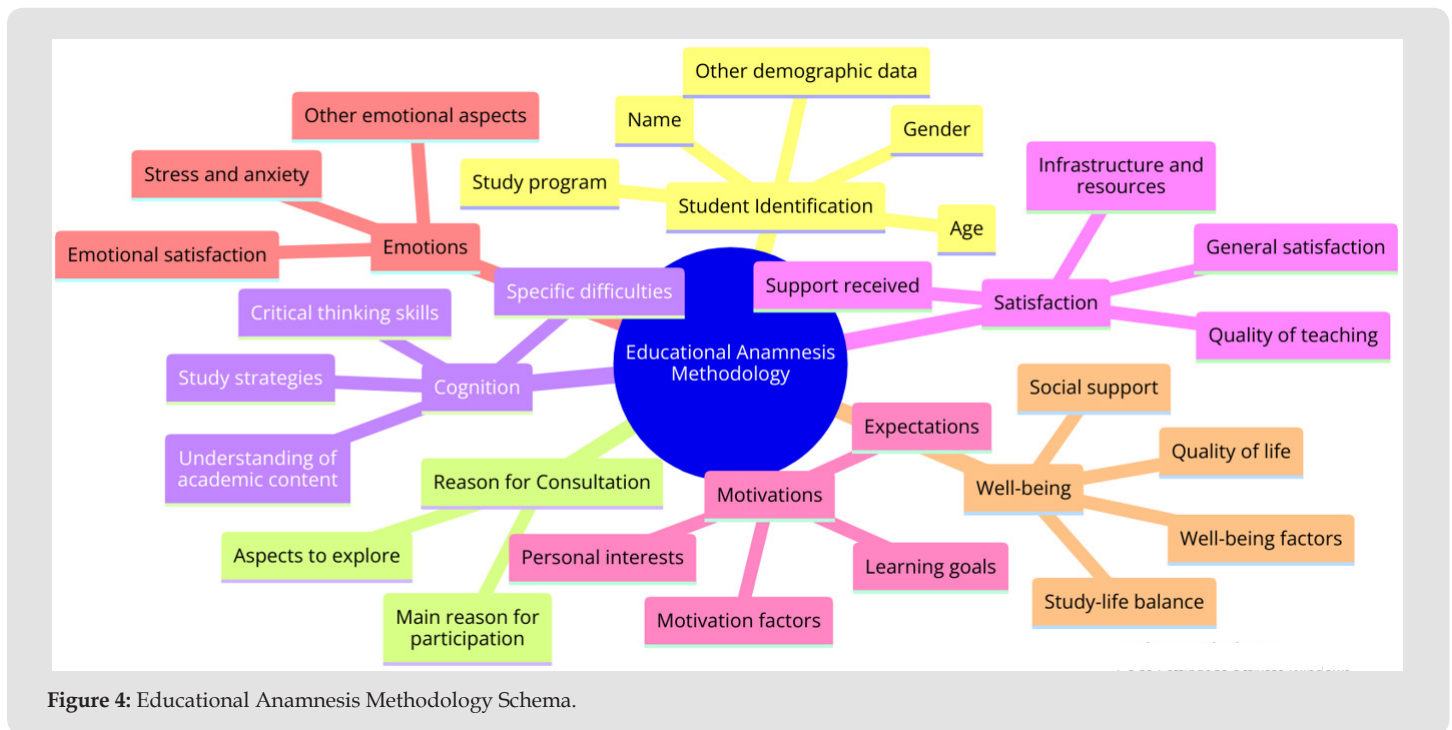 Other demographic data
Name
Gender
Study program
Student Identification
Age
Other emotional aspects
Stress and anxiety
Emotional satisfaction
Emotions
Infrastructure and
resources
General satisfaction
Support received
Satisfaction
Quality of teaching
Specific difficulties
Critical thinking skills
Study strategies
Cognition
Understanding of
academic content
Educational Anamnesis
Methodology
Social support
Quality of life
Well-being
Well-being factors
Study-life balance
Expectations
Motivations
Personal interests
Learning goals
Motivation factors
Reason for Consultation
Aspects to explore
Main reason for
participation
Figure 4: Educational Anamnesis Methodology Schema.